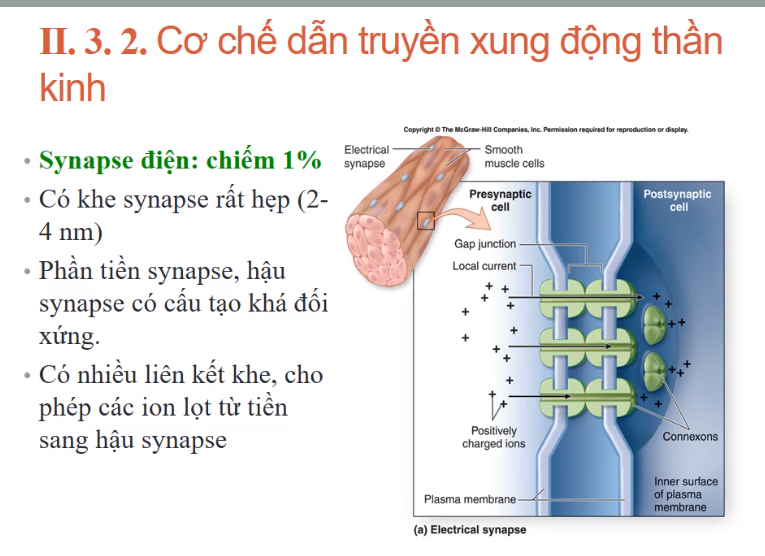 II. 3. 2. Cơ chế dẫn truyền xung động thần
kinh
• Synapse điện: chiếm 1%
• Có khe synapse rất hẹp (2-
4 nm)
• Phần tiền synapse, hậu
synapse có cấu tạo khá đối
xứng.
• Có nhiều liên kết khe, cho
phép các ion lọt từ tiền
sang hậu synapse
Copyright © The McGraw-Hill Companies, Inc. Permission required for reproduction or display.
Electrical
synapse
Smooth
muscle cells
Presynaptic
cell
Postsynaptic
cell
Gap junction
Local current
Positively
charged ions
Connexons
Plasma membrane
Inner surface
of plasma
membrane
(a) Electrical synapse